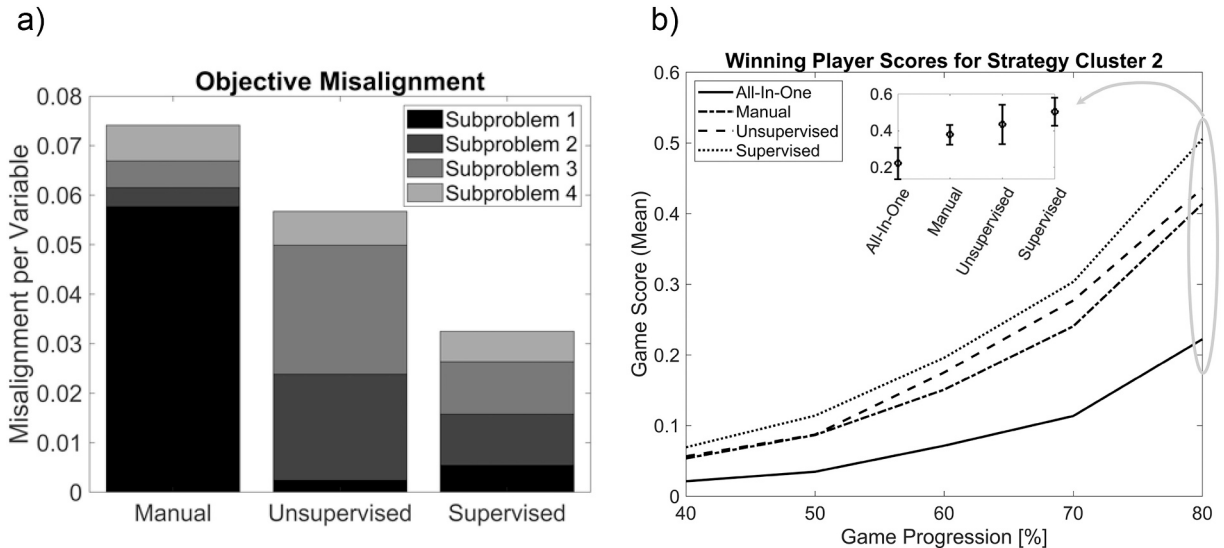 a)
Objective Misalignment
Misalignment per Variable
0.08
0.07
0.06
0.05
0.04
0.03
0.02
0.01
0
Subproblem 1
Subproblem 2
Subproblem 3
Subproblem 4
Manual Unsupervised Supervised
b)
Winning Player Scores for Strategy Cluster 2
Game Score (Mean)
0.6
0.5
0.4
0.3
0.2
0.1
0
All-In-One
Manual
Unsupervised
Supervised
0.6
0.4
0.2
All-In-One
Manual
Unsupervised
Supervised
40 50 60 70 80
Game Progression [%]